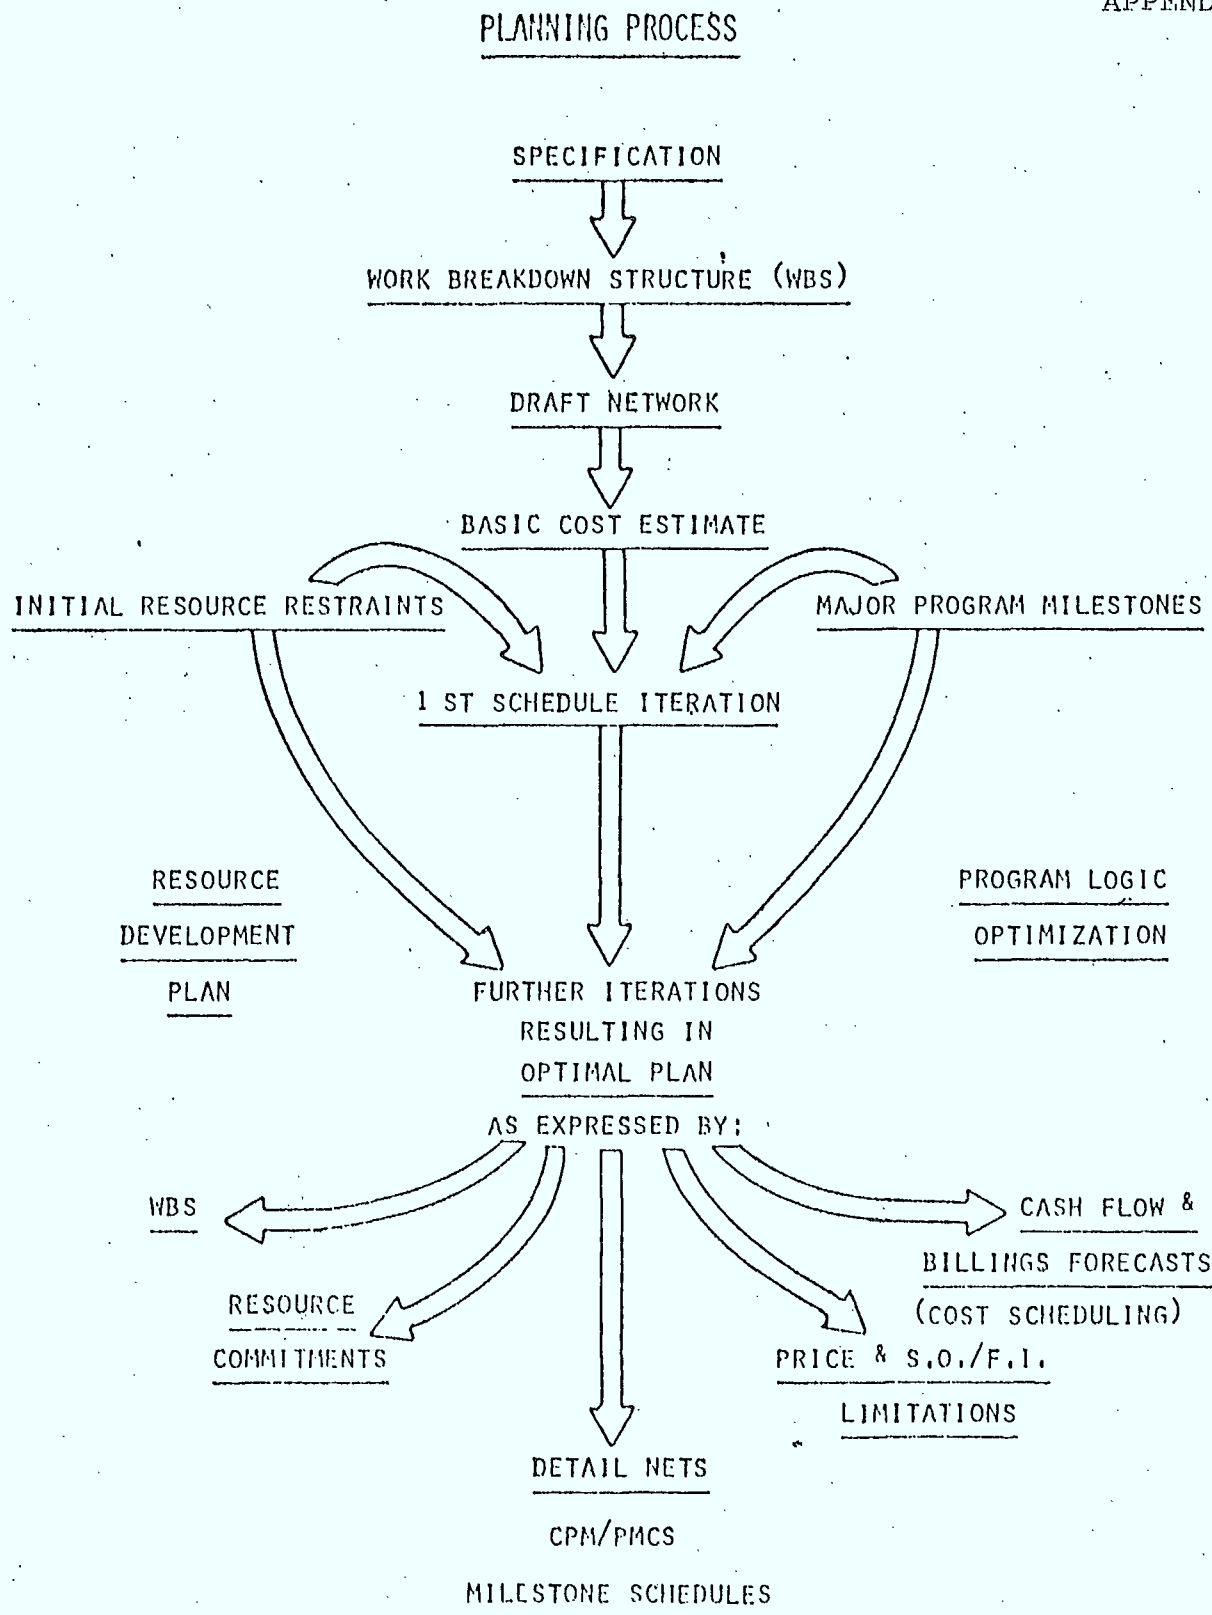 APPEND
PLANNING PROCESS
SPECIFICATION
WORK BREAKDOWN STRUCTURE (WBS)
DRAFT NETWORK
BASIC COST ESTIMATE
INITIAL RESOURCE RESTRAINTS
MAJOR PROGRAM MILESTONES
1 ST SCHEDULE ITERATION
RESOURCE
DEVELOPMENT
PLAN
PROGRAM LOGIC
OPTIMIZATION
FURTHER ITERATIONS
RESULTING IN
OPTIMAL PLAN
AS EXPRESSED BY:
WBS
RESOURCE
COMMITMENTS
CASH FLOW &
BILLINGS FORECASTS
(COST SCHEDULING)
PRICE & S.O./F.I.
LIMITATIONS
DETAIL NETS
CPM/PMCS
MILESTONE SCHEDULES